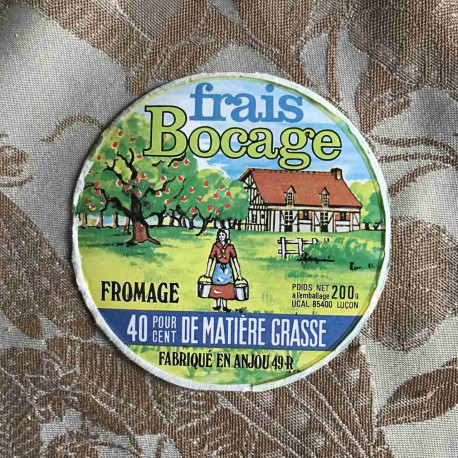 frais
Bocage
FROMAGE
POIDS NET
à l'emballage 200g
UCAL 85400 LUÇON
40 POUR CENT DE MATIÈRE GRASSE
FABRIQUÉ EN ANJOU 49-R